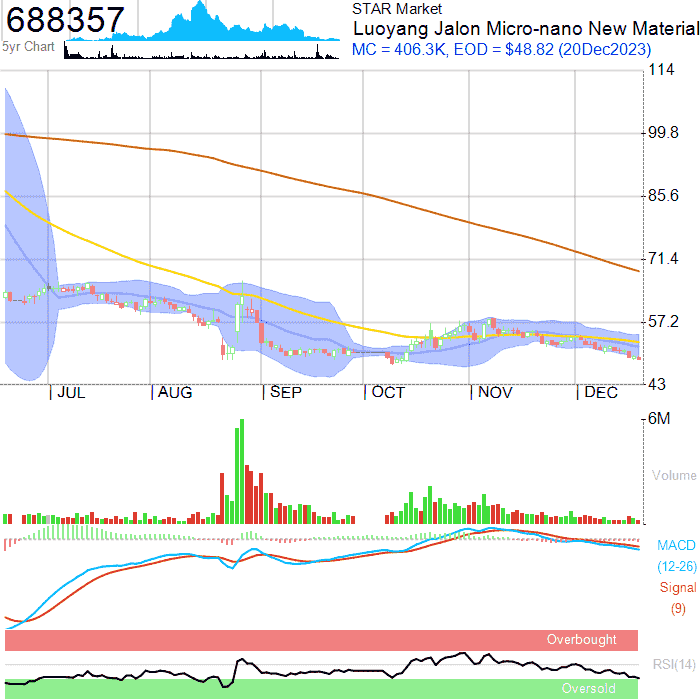 688357
STAR Market
Luoyang Jalon Micro-nano New Material
5yr Chart
MC = 406.3K, EOD = $48.82 (20Dec2023)
114
99.8
85.6
71.4
57.2
43
JUL
AUG
SEP
OCT
NOV
DEC
6M
Volume
MACD
(12-26)
Signal
(9)
Overbought
RSI(14)
Oversold